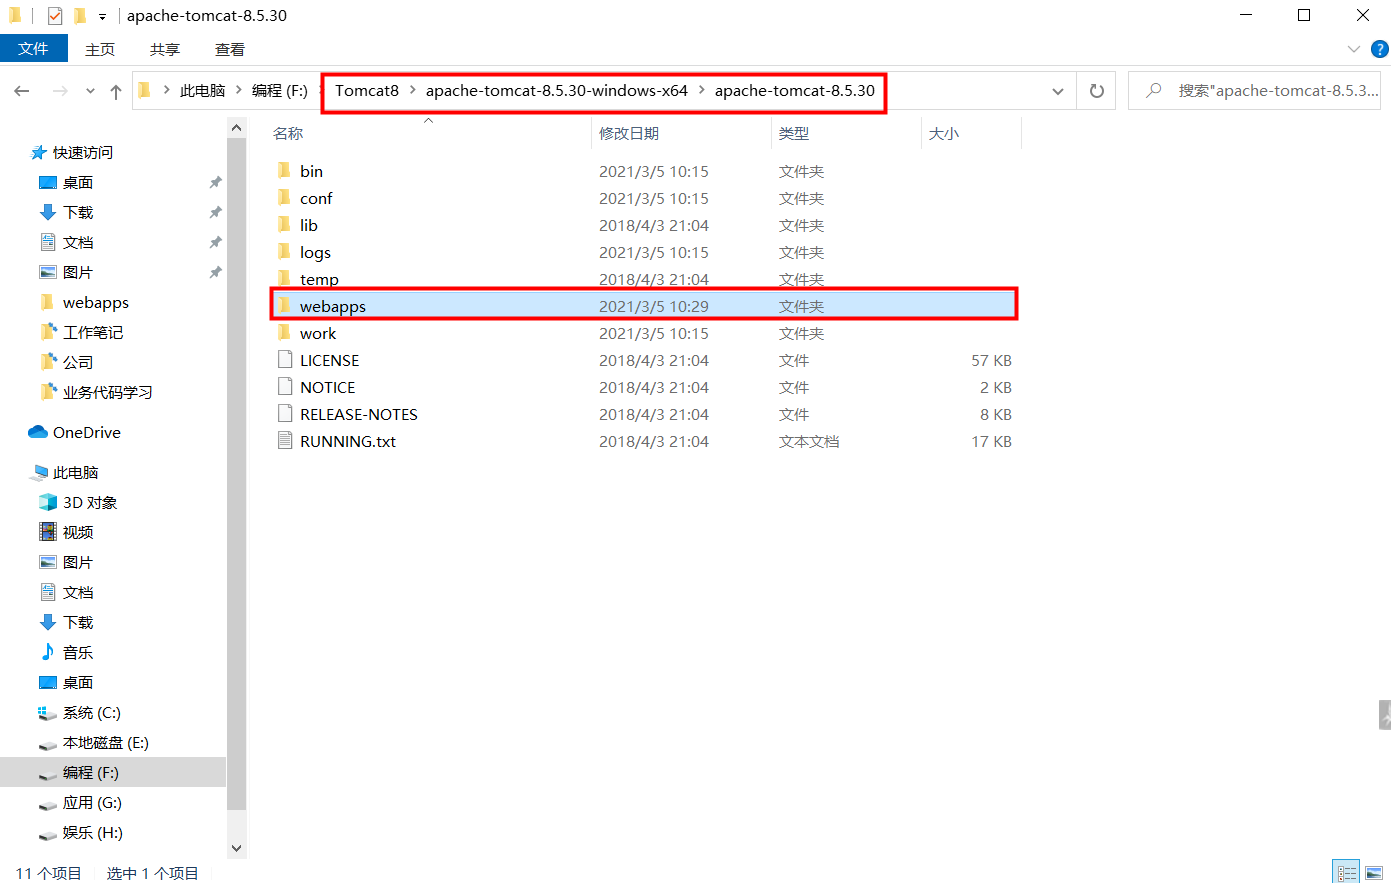 apache-tomcat-8.5.30
文件 主页 共享 查看
此电脑 编程 (F:) Tomcat8 apache-tomcat-8.5.30-windows-x64 apache-tomcat-8.5.30 搜索"apache-tomcat-8.5.3...
名称 修改日期 类型 大小
快速访问
桌面
下载
文档
图片
webapps
工作笔记
公司
业务代码学习
OneDrive
此电脑
3D 对象
视频
图片
文档
下载
音乐
桌面
系统 (C:)
本地磁盘 (E:)
编程 (F:)
应用 (G:)
娱乐 (H:)
bin 2021/3/5 10:15 文件夹
conf 2021/3/5 10:15 文件夹
lib 2018/4/3 21:04 文件夹
logs 2021/3/5 10:15 文件夹
temp 2018/4/3 21:04 文件夹
webapps 2021/3/5 10:29 文件夹
work 2021/3/5 10:15 文件夹
LICENSE 2018/4/3 21:04 文件 57 KB
NOTICE 2018/4/3 21:04 文件 2 KB
RELEASE-NOTES 2018/4/3 21:04 文件 8 KB
RUNNING.txt 2018/4/3 21:04 文本文档 17 KB
11 个项目 选中 1 个项目